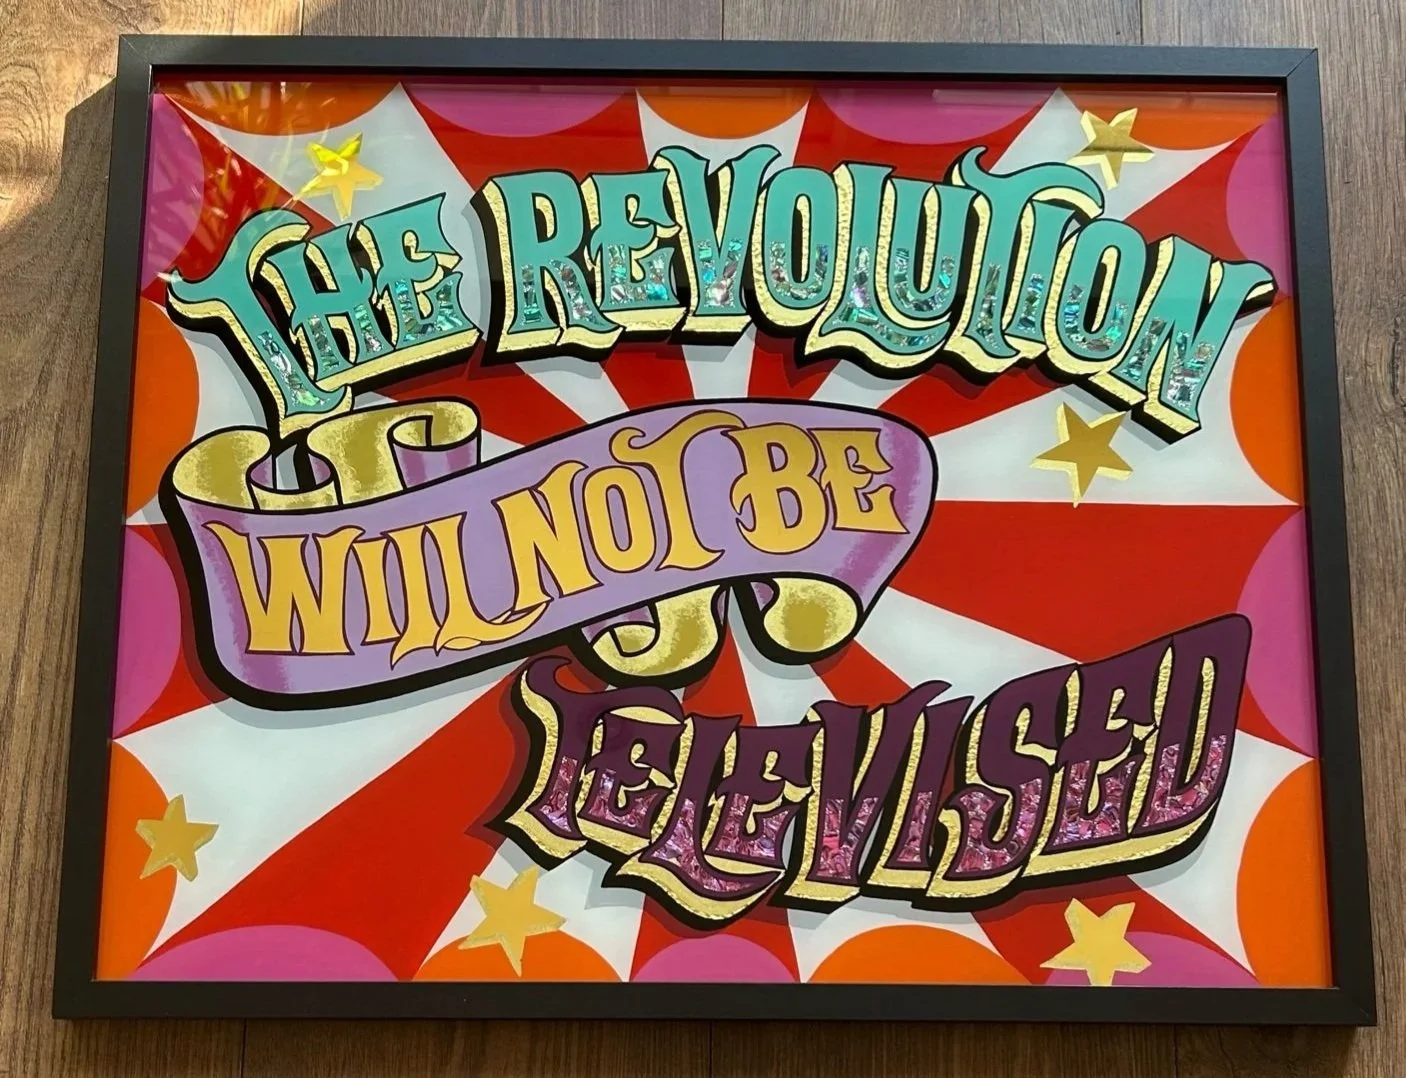 THE REVOLUTION
WILL NOT BE
TELEVISED